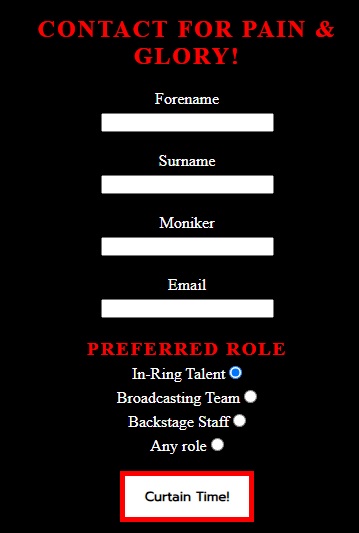 CONTACT FOR PAIN &
GLORY!
Forename
Surname
Moniker
Email
PREFERRED ROLE
In-Ring Talent
Broadcasting Team
Backstage Staff
Any role
Curtain Time!